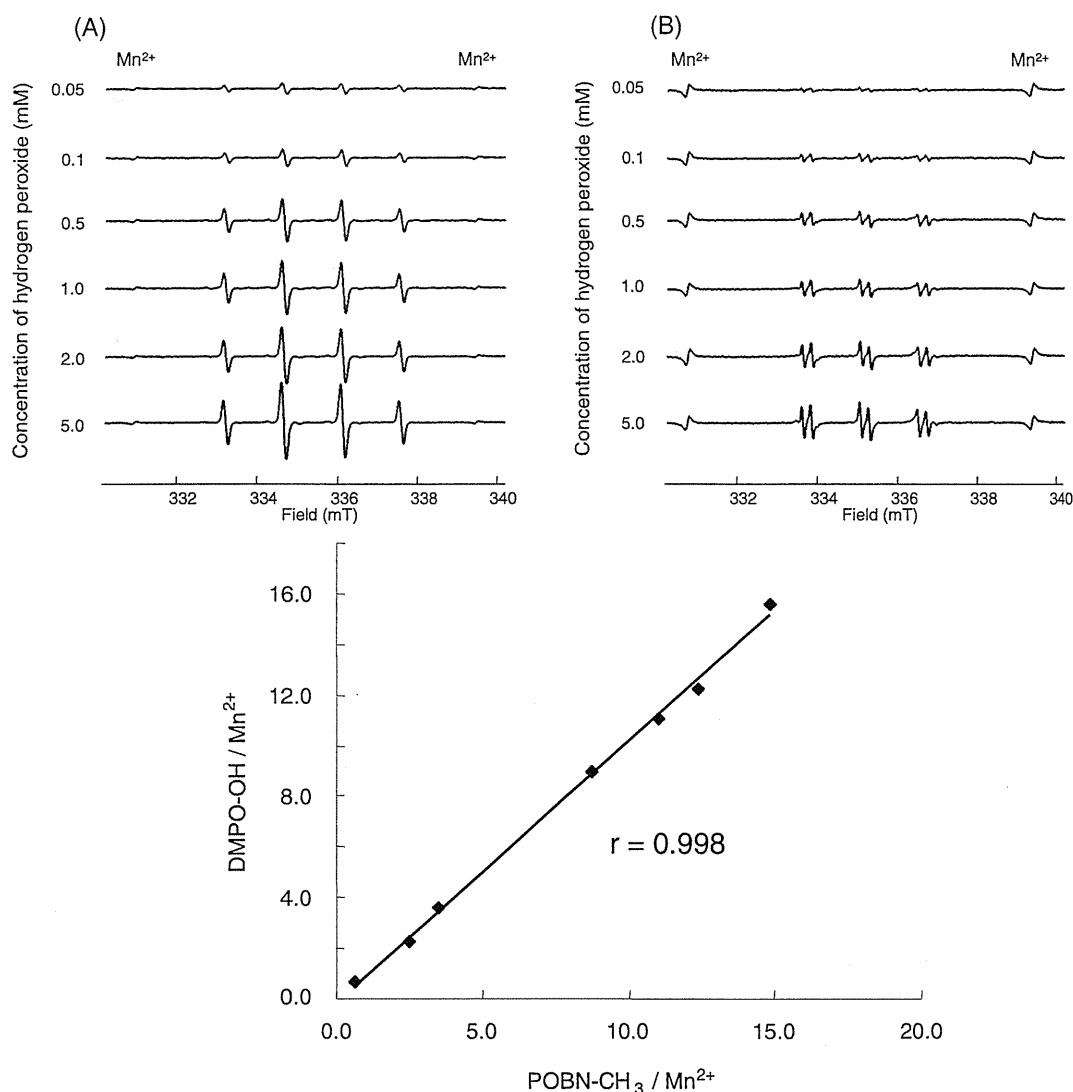 (A)
Mn²⁺ Mn²⁺
Concentration of hydrogen peroxide (mM)
0.05
0.1
0.5
1.0
2.0
5.0
332 334 336 338 340
Field (mT)
(B)
Mn²⁺ Mn²⁺
Concentration of hydrogen peroxide (mM)
0.05
0.1
0.5
1.0
2.0
5.0
332 334 336 338 340
Field (mT)
DMPO-OH / Mn²⁺
16.0
12.0
8.0
4.0
0.0
r = 0.998
0.0 5.0 10.0 15.0 20.0
POBN-CH₃ / Mn²⁺